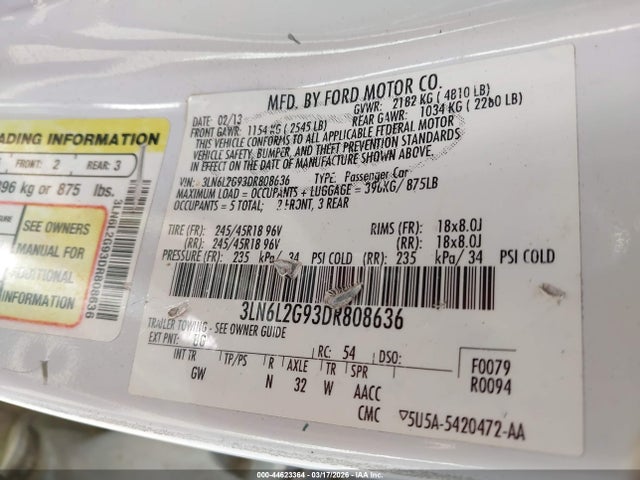 OADING INFORMATION
FRONT: 2 REAR: 3
396 kg or 875 lbs.
SEE OWNERS
MANUAL FOR
ADDITIONAL
INFORMATION
3LN6L2G93DR808636
MFD. BY FORD MOTOR CO.
DATE: 02/13 GVWR: 2182 KG ( 4810 LB)
FRONT GAWR: 1154 KG ( 2545 LB) REAR GAWR: 1034 KG ( 2280 LB)
THIS VEHICLE CONFORMS TO ALL APPLICABLE FEDERAL MOTOR
VEHICLE SAFETY, BUMPER, AND THEFT PREVENTION STANDARDS
IN EFFECT ON THE DATE OF MANUFACTURE SHOWN ABOVE.
VIN: 3LN6L2G93DR808636 TYPE: Passenger Car
MAXIMUM LOAD = OCCUPANTS + LUGGAGE = 396KG/ 875LB
OCCUPANTS = 5 TOTAL; 2 FRONT, 3 REAR
TIRE (FR): 245/45R18 96V RIMS (FR): 18x8.0J
(RR): 245/45R18 96V (RR): 18x8.0J
PRESSURE (FR): 235 kPa/ 34 PSI COLD (RR): 235 kPa/ 34 PSI COLD
3LN6L2G93DR808636
TRAILER TOWING - SEE OWNER GUIDE
EXT PNT: UG RC: 54 DSO:
INT TR TP/PS R AXLE TR SPR F0079
GW N 32 W AACC R0094
CMC ▽5U5A-5420472-AA
© IAA - 44623364 - 03/17/2026 - COPART